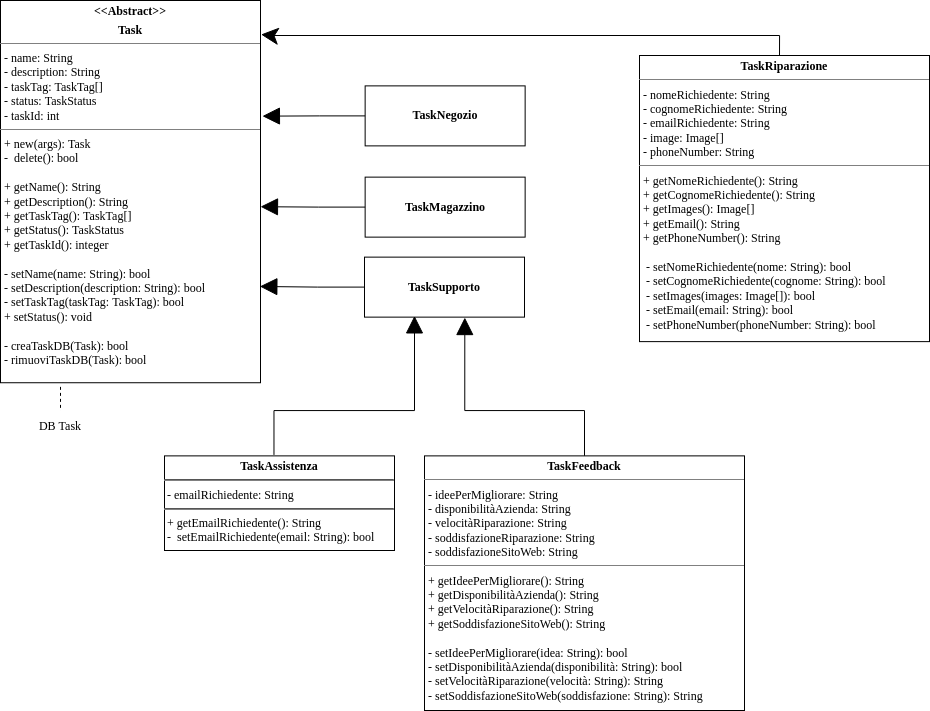 <<Abstract>>
Task
- name: String
- description: String
- taskTag: TaskTag[]
- status: TaskStatus
- taskId: int
+ new(args): Task
-  delete(): bool
+ getName(): String
+ getDescription(): String
+ getTaskTag(): TaskTag[]
+ getStatus(): TaskStatus
+ getTaskId(): integer
- setName(name: String): bool
- setDescription(description: String): bool
- setTaskTag(taskTag: TaskTag): bool
+ setStatus(): void
- creaTaskDB(Task): bool
- rimuoviTaskDB(Task): bool
DB Task
TaskNegozio
TaskMagazzino
TaskSupporto
TaskRiparazione
- nomeRichiedente: String
- cognomeRichiedente: String
- emailRichiedente: String
- image: Image[]
- phoneNumber: String
+ getNomeRichiedente(): String
+ getCognomeRichiedente(): String
+ getImages(): Image[]
+ getEmail(): String
+ getPhoneNumber(): String
- setNomeRichiedente(nome: String): bool
- setCognomeRichiedente(cognome: String): bool
- setImages(images: Image[]): bool
- setEmail(email: String): bool
- setPhoneNumber(phoneNumber: String): bool
TaskAssistenza
- emailRichiedente: String
+ getEmailRichiedente(): String
-  setEmailRichiedente(email: String): bool
TaskFeedback
- ideePerMigliorare: String
- disponibilitàAzienda: String
- velocitàRiparazione: String
- soddisfazioneRiparazione: String
- soddisfazioneSitoWeb: String
+ getIdeePerMigliorare(): String
+ getDisponibilitàAzienda(): String
+ getVelocitàRiparazione(): String
+ getSoddisfazioneSitoWeb(): String
- setIdeePerMigliorare(idea: String): bool
- setDisponibilitàAzienda(disponibilità: String): bool
- setVelocitàRiparazione(velocità: String): String
- setSoddisfazioneSitoWeb(soddisfazione: String): String